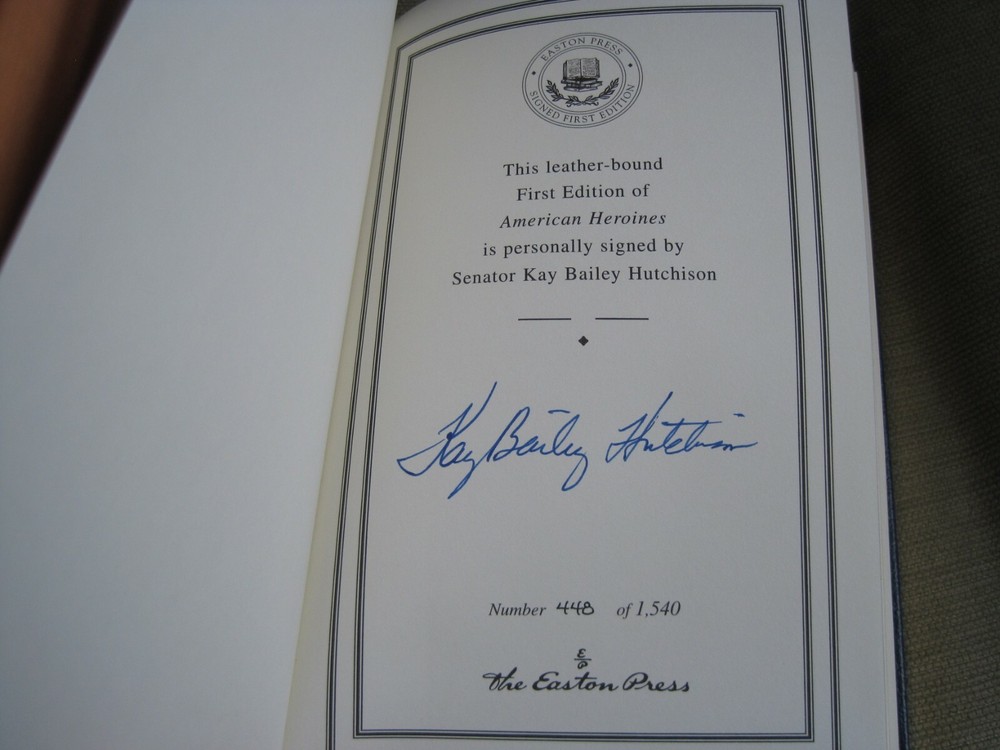 EASTON PRESS
SIGNED FIRST EDITION
This leather-bound
First Edition of
American Heroines
is personally signed by
Senator Kay Bailey Hutchison
Kay Bailey Hutchison
Number 448 of 1,540
E
P
The Easton Press